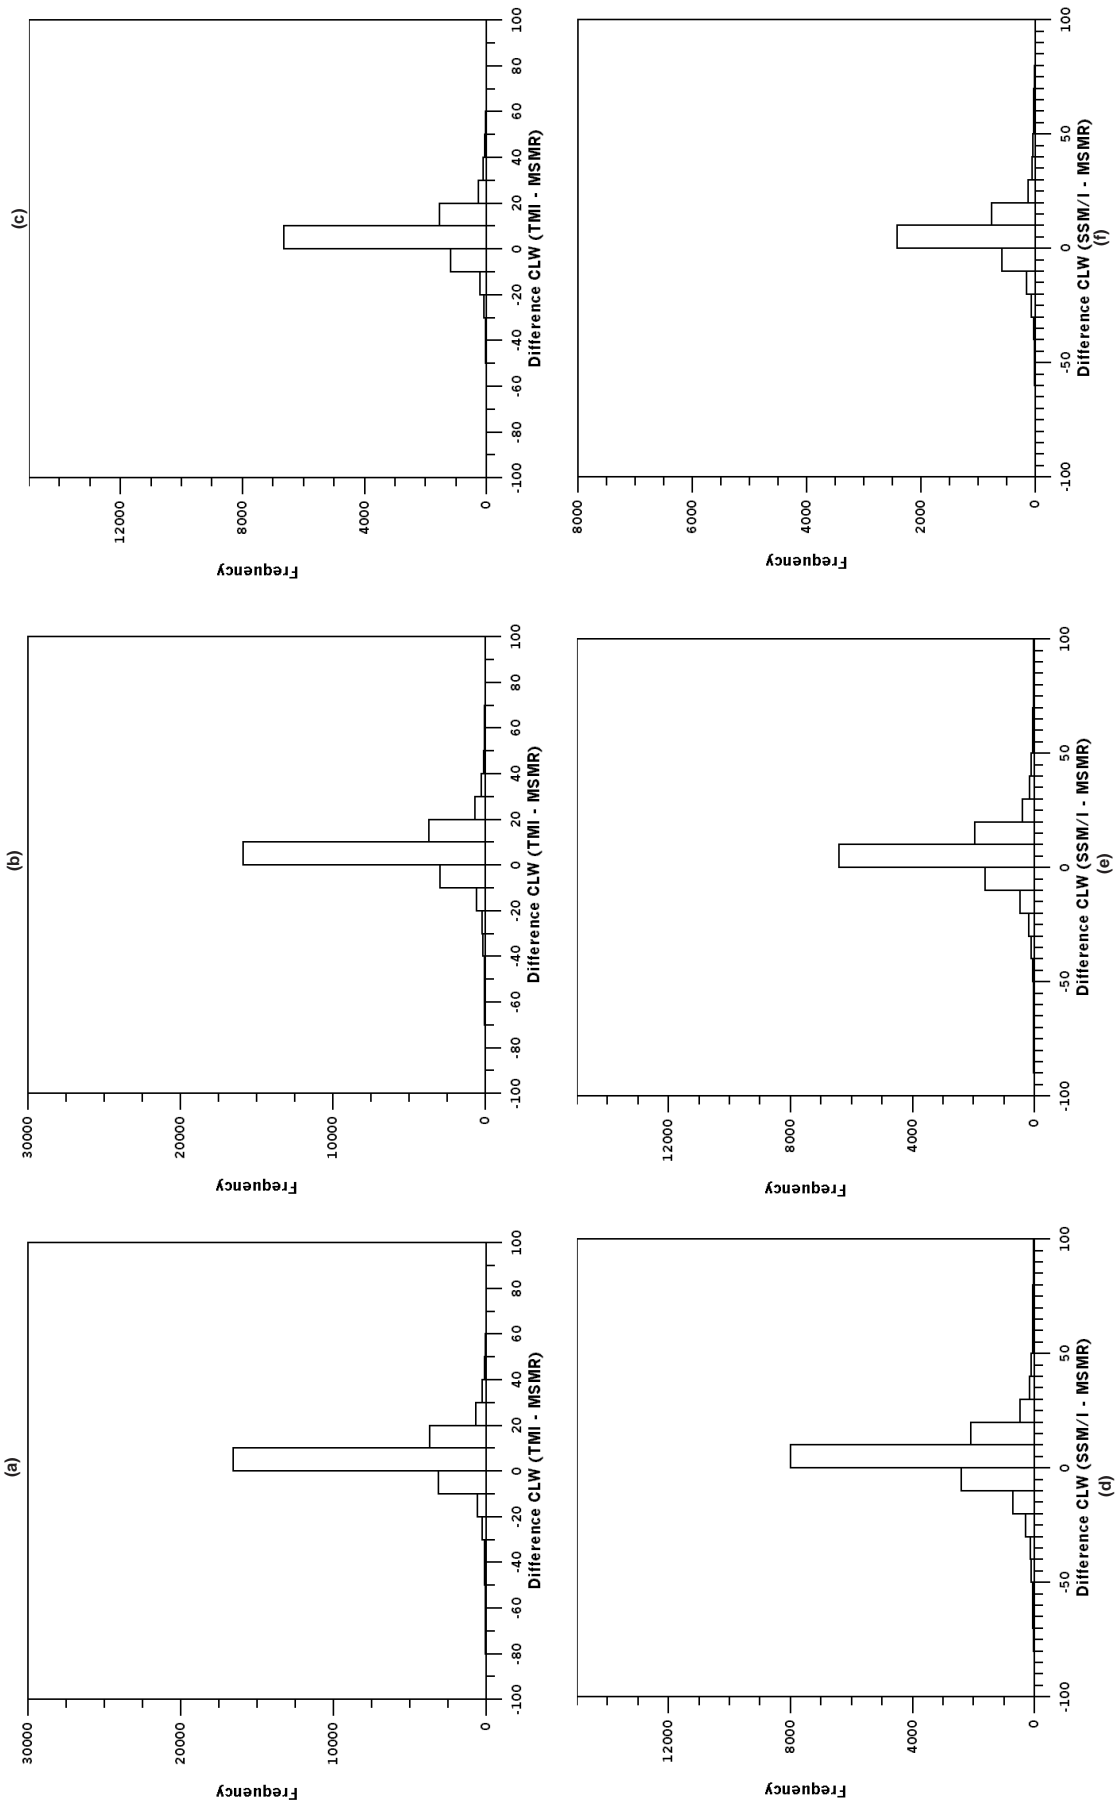 (a)
30000
20000
10000
0
Frequency
-100 -80 -60 -40 -20 0 20 40 60 80 100
Difference CLW (TMI - MSMR)
(b)
30000
20000
10000
0
Frequency
-100 -80 -60 -40 -20 0 20 40 60 80 100
Difference CLW (TMI - MSMR)
(c)
12000
8000
4000
0
Frequency
-100 -80 -60 -40 -20 0 20 40 60 80 100
Difference CLW (TMI - MSMR)
12000
8000
4000
0
Frequency
-100 -50 0 50 100
Difference CLW (SSM/I - MSMR)
(d)
12000
8000
4000
0
Frequency
-100 -50 0 50 100
Difference CLW (SSM/I - MSMR)
(e)
8000
6000
4000
2000
0
Frequency
-100 -50 0 50 100
Difference CLW (SSM/I - MSMR)
(f)